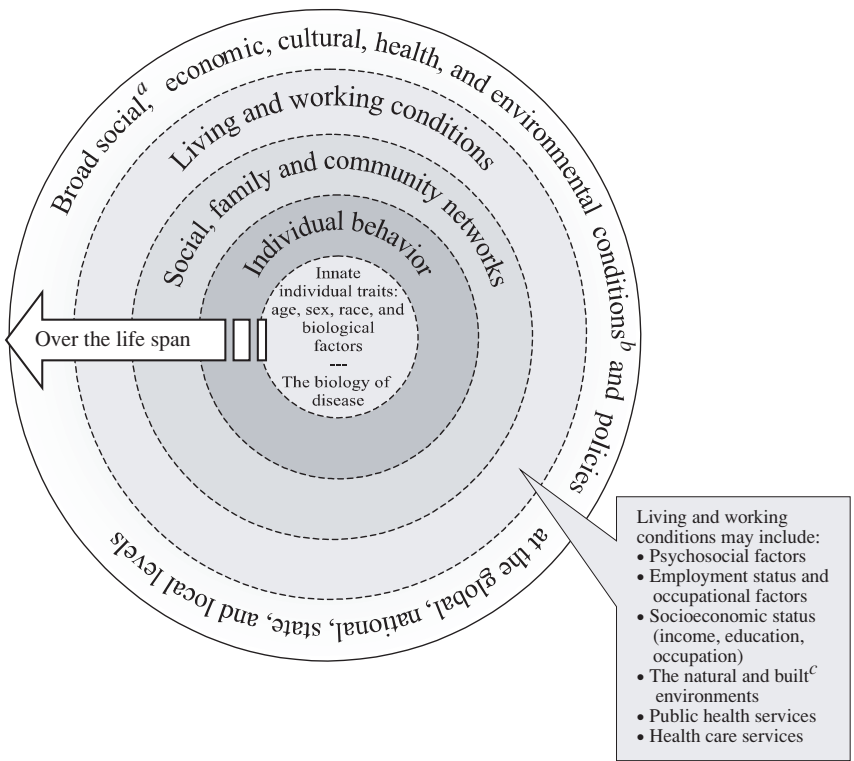 Broad social,a economic, cultural, health, and environmental conditionsb and policies
at the global, national, state, and local levels
Living and working conditions
Social, family and community networks
Individual behavior
Innate
individual traits:
age, sex, race, and
biological
factors
---
The biology of
disease
Over the life span
Living and working
conditions may include:
• Psychosocial factors
• Employment status and
occupational factors
• Socioeconomic status
(income, education,
occupation)
• The natural and builtc
environments
• Public health services
• Health care services